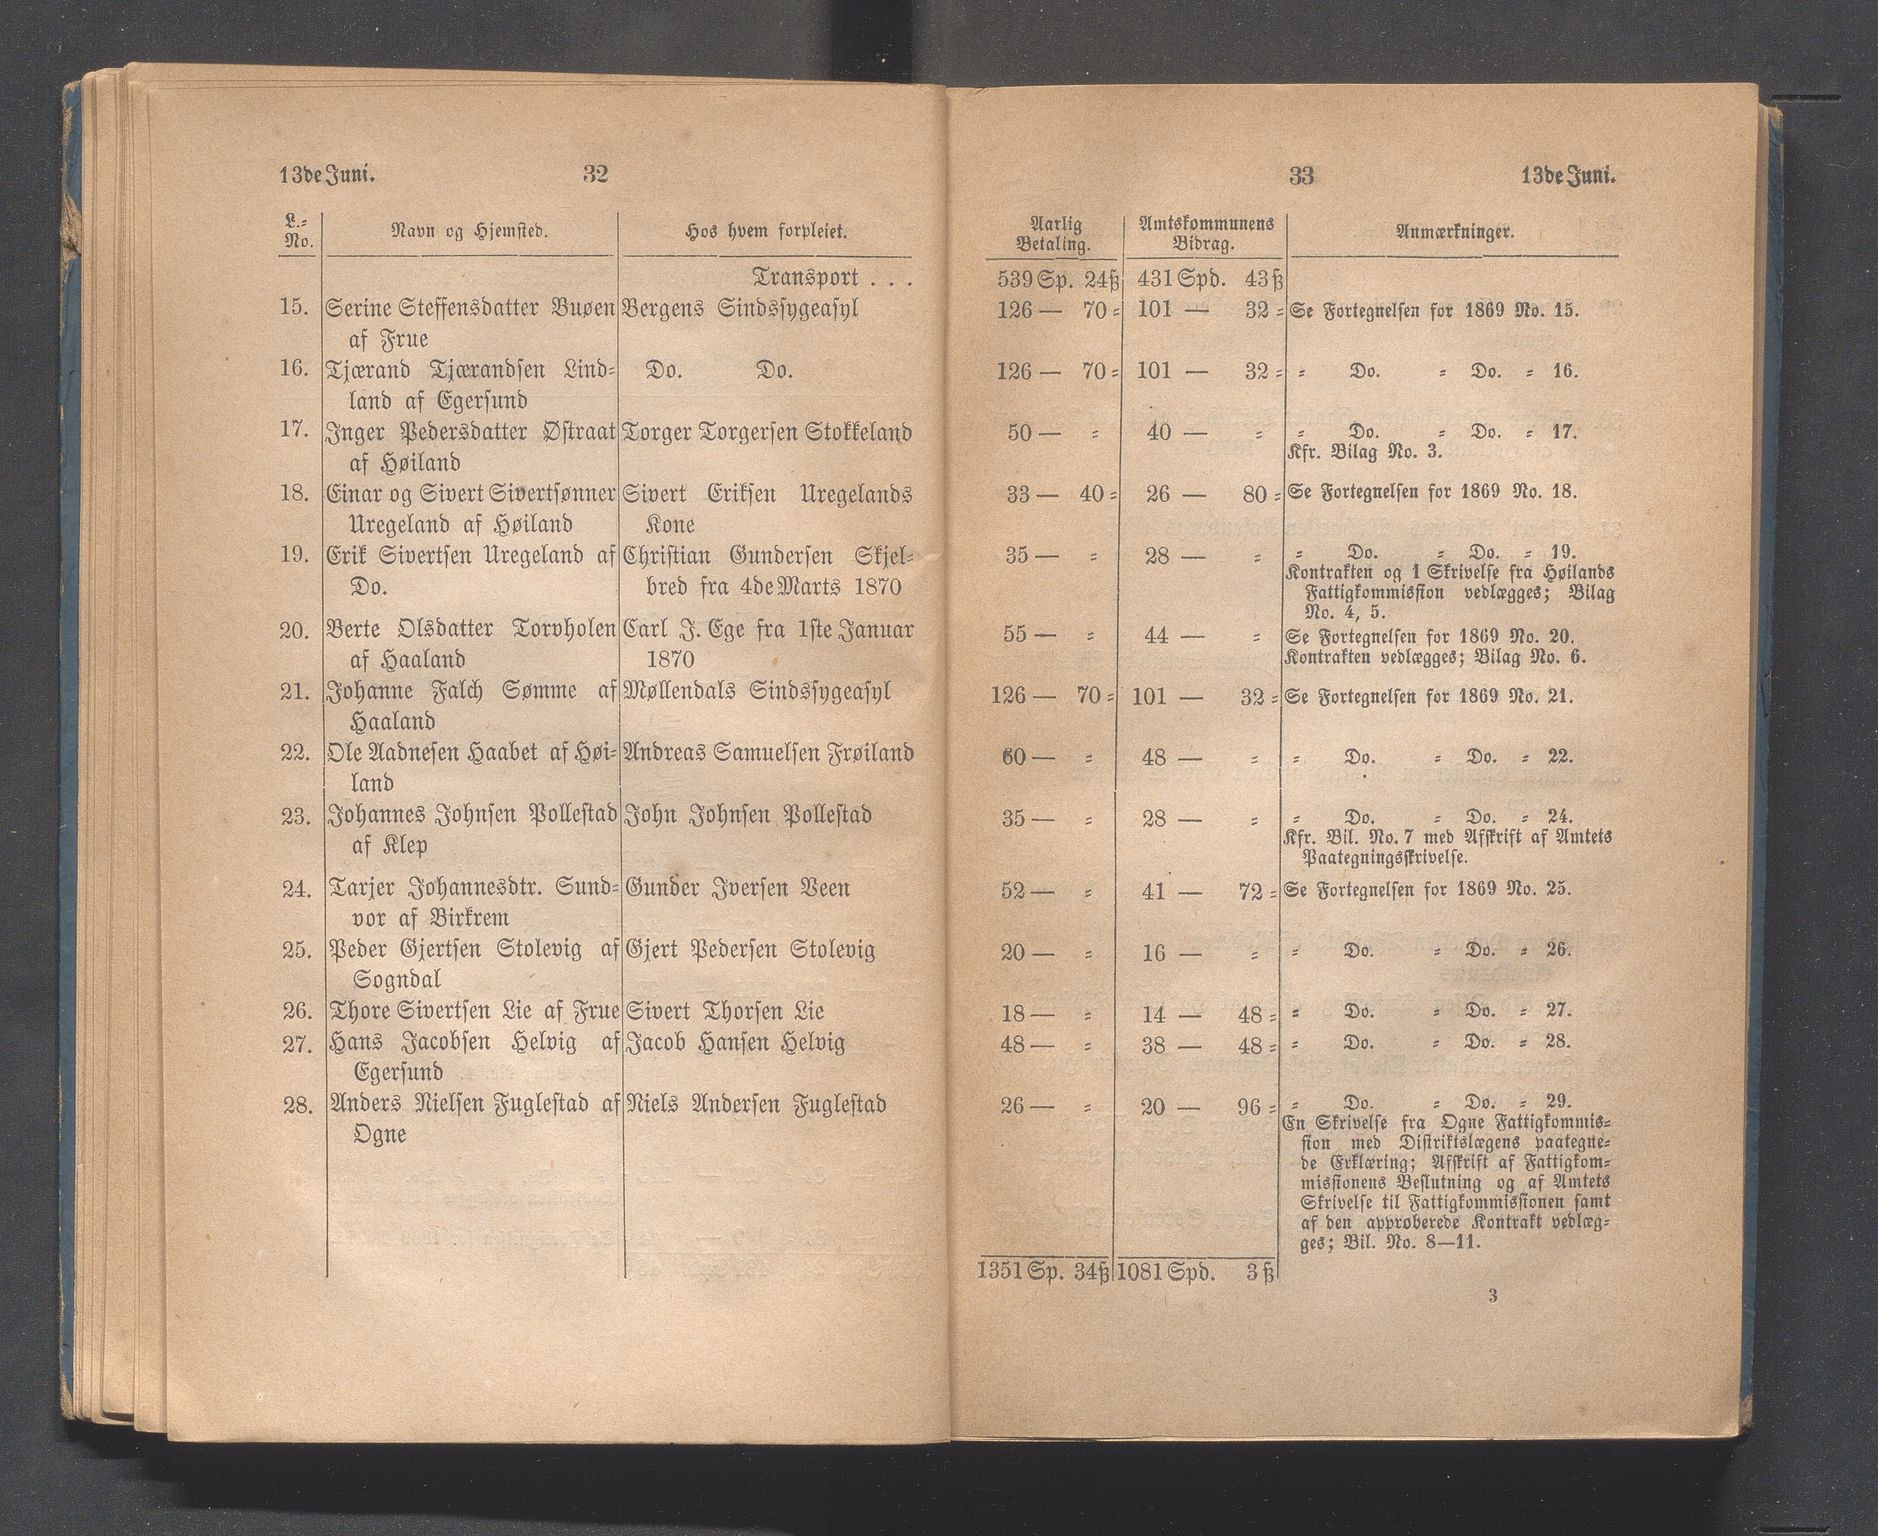 13de Juni. 32
L.=
No.
Navn og Hjemsted. Hos hvem forpleiet.
Transport . . .
15. Serine Steffensdatter Buøen Bergens Sindssygeasyl
af Frue
16. Tjærand Tjærandsen Lind= Do. Do.
land af Egersund
17. Inger Pedersdatter Østraat Torger Torgersen Stokkeland
af Høiland
18. Einar og Sivert Sivertsønner Sivert Eriksen Uregelands
Uregeland af Høiland Kone
19. Erik Sivertsen Uregeland af Christian Gundersen Skjel=
Do. bred fra 4de Marts 1870
20. Berte Olsdatter Torvholen Carl J. Ege fra 1ste Januar
af Haaland 1870
21. Johanne Falch Sømme af Møllendals Sindssygeasyl
Haaland
22. Ole Aadnesen Haabet af Høi= Andreas Samuelsen Frøiland
land
23. Johannes Johnsen Pollestad John Johnsen Pollestad
af Klep
24. Tarjer Johannesdtr. Sund= Gunder Iversen Veen
vor af Birkrem
25. Peder Gjertsen Stolevig af Gjert Pedersen Stolevig
Sogndal
26. Thore Sivertsen Lie af Frue Sivert Thorsen Lie
27. Hans Jacobsen Helvig af Jacob Hansen Helvig
Egersund
28. Anders Nielsen Fuglestad af Niels Andersen Fuglestad
Ogne
33 13de Juni.
Aarlig Amtskommunens Anmærkninger.
Betaling. Bidrag.
539 Sp. 24ß 431 Spd. 43ß
126 — 70 = 101 — 32 = Se Fortegnelsen for 1869 No. 15.
126 — 70 = 101 — 32 = = Do. = Do. = 16.
50 — = 40 — = = Do. = Do. = 17.
Kfr. Bilag No. 3.
33 — 40 = 26 — 80 = Se Fortegnelsen for 1869 No. 18.
35 — = 28 — = = Do. = Do. = 19.
Kontrakten og 1 Skrivelse fra Høilands
Fattigkommission vedlægges; Bilag
No. 4, 5.
55 — = 44 — = Se Fortegnelsen for 1869 No. 20.
Kontrakten vedlægges; Bilag No. 6.
126 — 70 = 101 — 32 = Se Fortegnelsen for 1869 No. 21.
60 — = 48 — = = Do. = Do. = 22.
35 — = 28 — = = Do. = Do. = 24.
Kfr. Bil. No. 7 med Afskrift af Amtets
Paategningsskrivelse.
52 — = 41 — 72 = Se Fortegnelsen for 1869 No. 25.
20 — = 16 — = = Do. = Do. = 26.
18 — = 14 — 48 = = Do. = Do. = 27.
48 — = 38 — 48 = = Do. = Do. = 28.
26 — = 20 — 96 = = Do. = Do. = 29.
En Skrivelse fra Ogne Fattigkommis=
sion med Distriktslægens paategne=
de Erklæring; Afskrift af Fattigkom=
missionens Beslutning og af Amtets
Skrivelse til Fattigkommissionen samt
af den approberede Kontrakt vedlæg=
ges; Bil. No. 8—11.
1351 Sp. 34ß 1081 Spd. 3ß
3